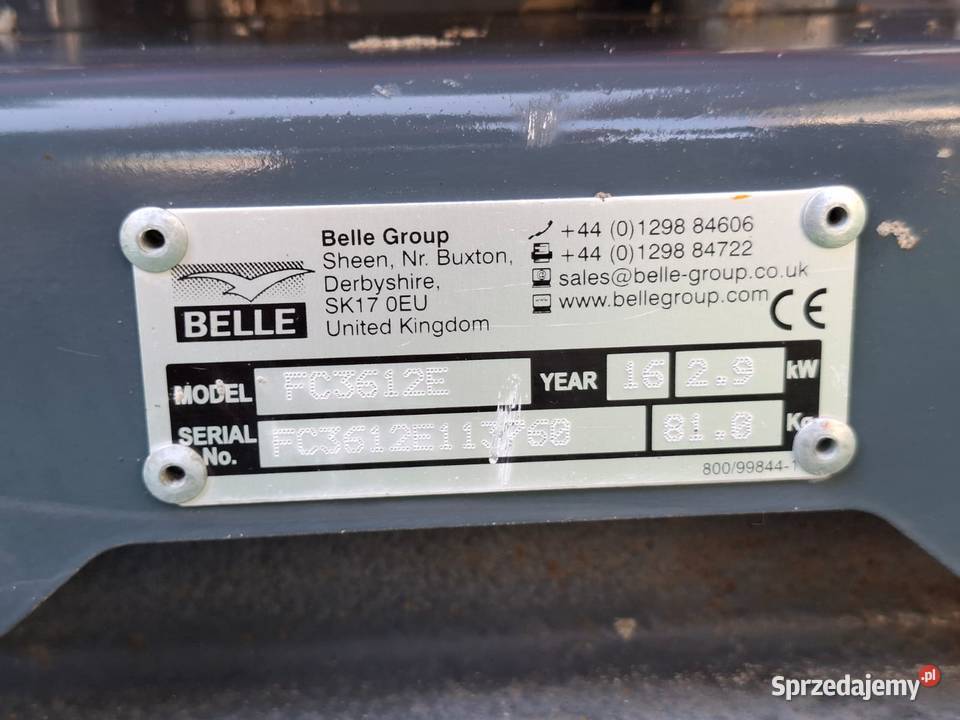 Belle Group
Sheen, Nr. Buxton,
Derbyshire,
SK17 0EU
United Kingdom
+44 (0)1298 84606
+44 (0)1298 84722
sales@belle-group.co.uk
www.bellegroup.com
CE
BELLE
MODEL FC3612E YEAR 16 2.9 kW
SERIAL No. 81.0
800/99844-1
Sprzedajemy.pl